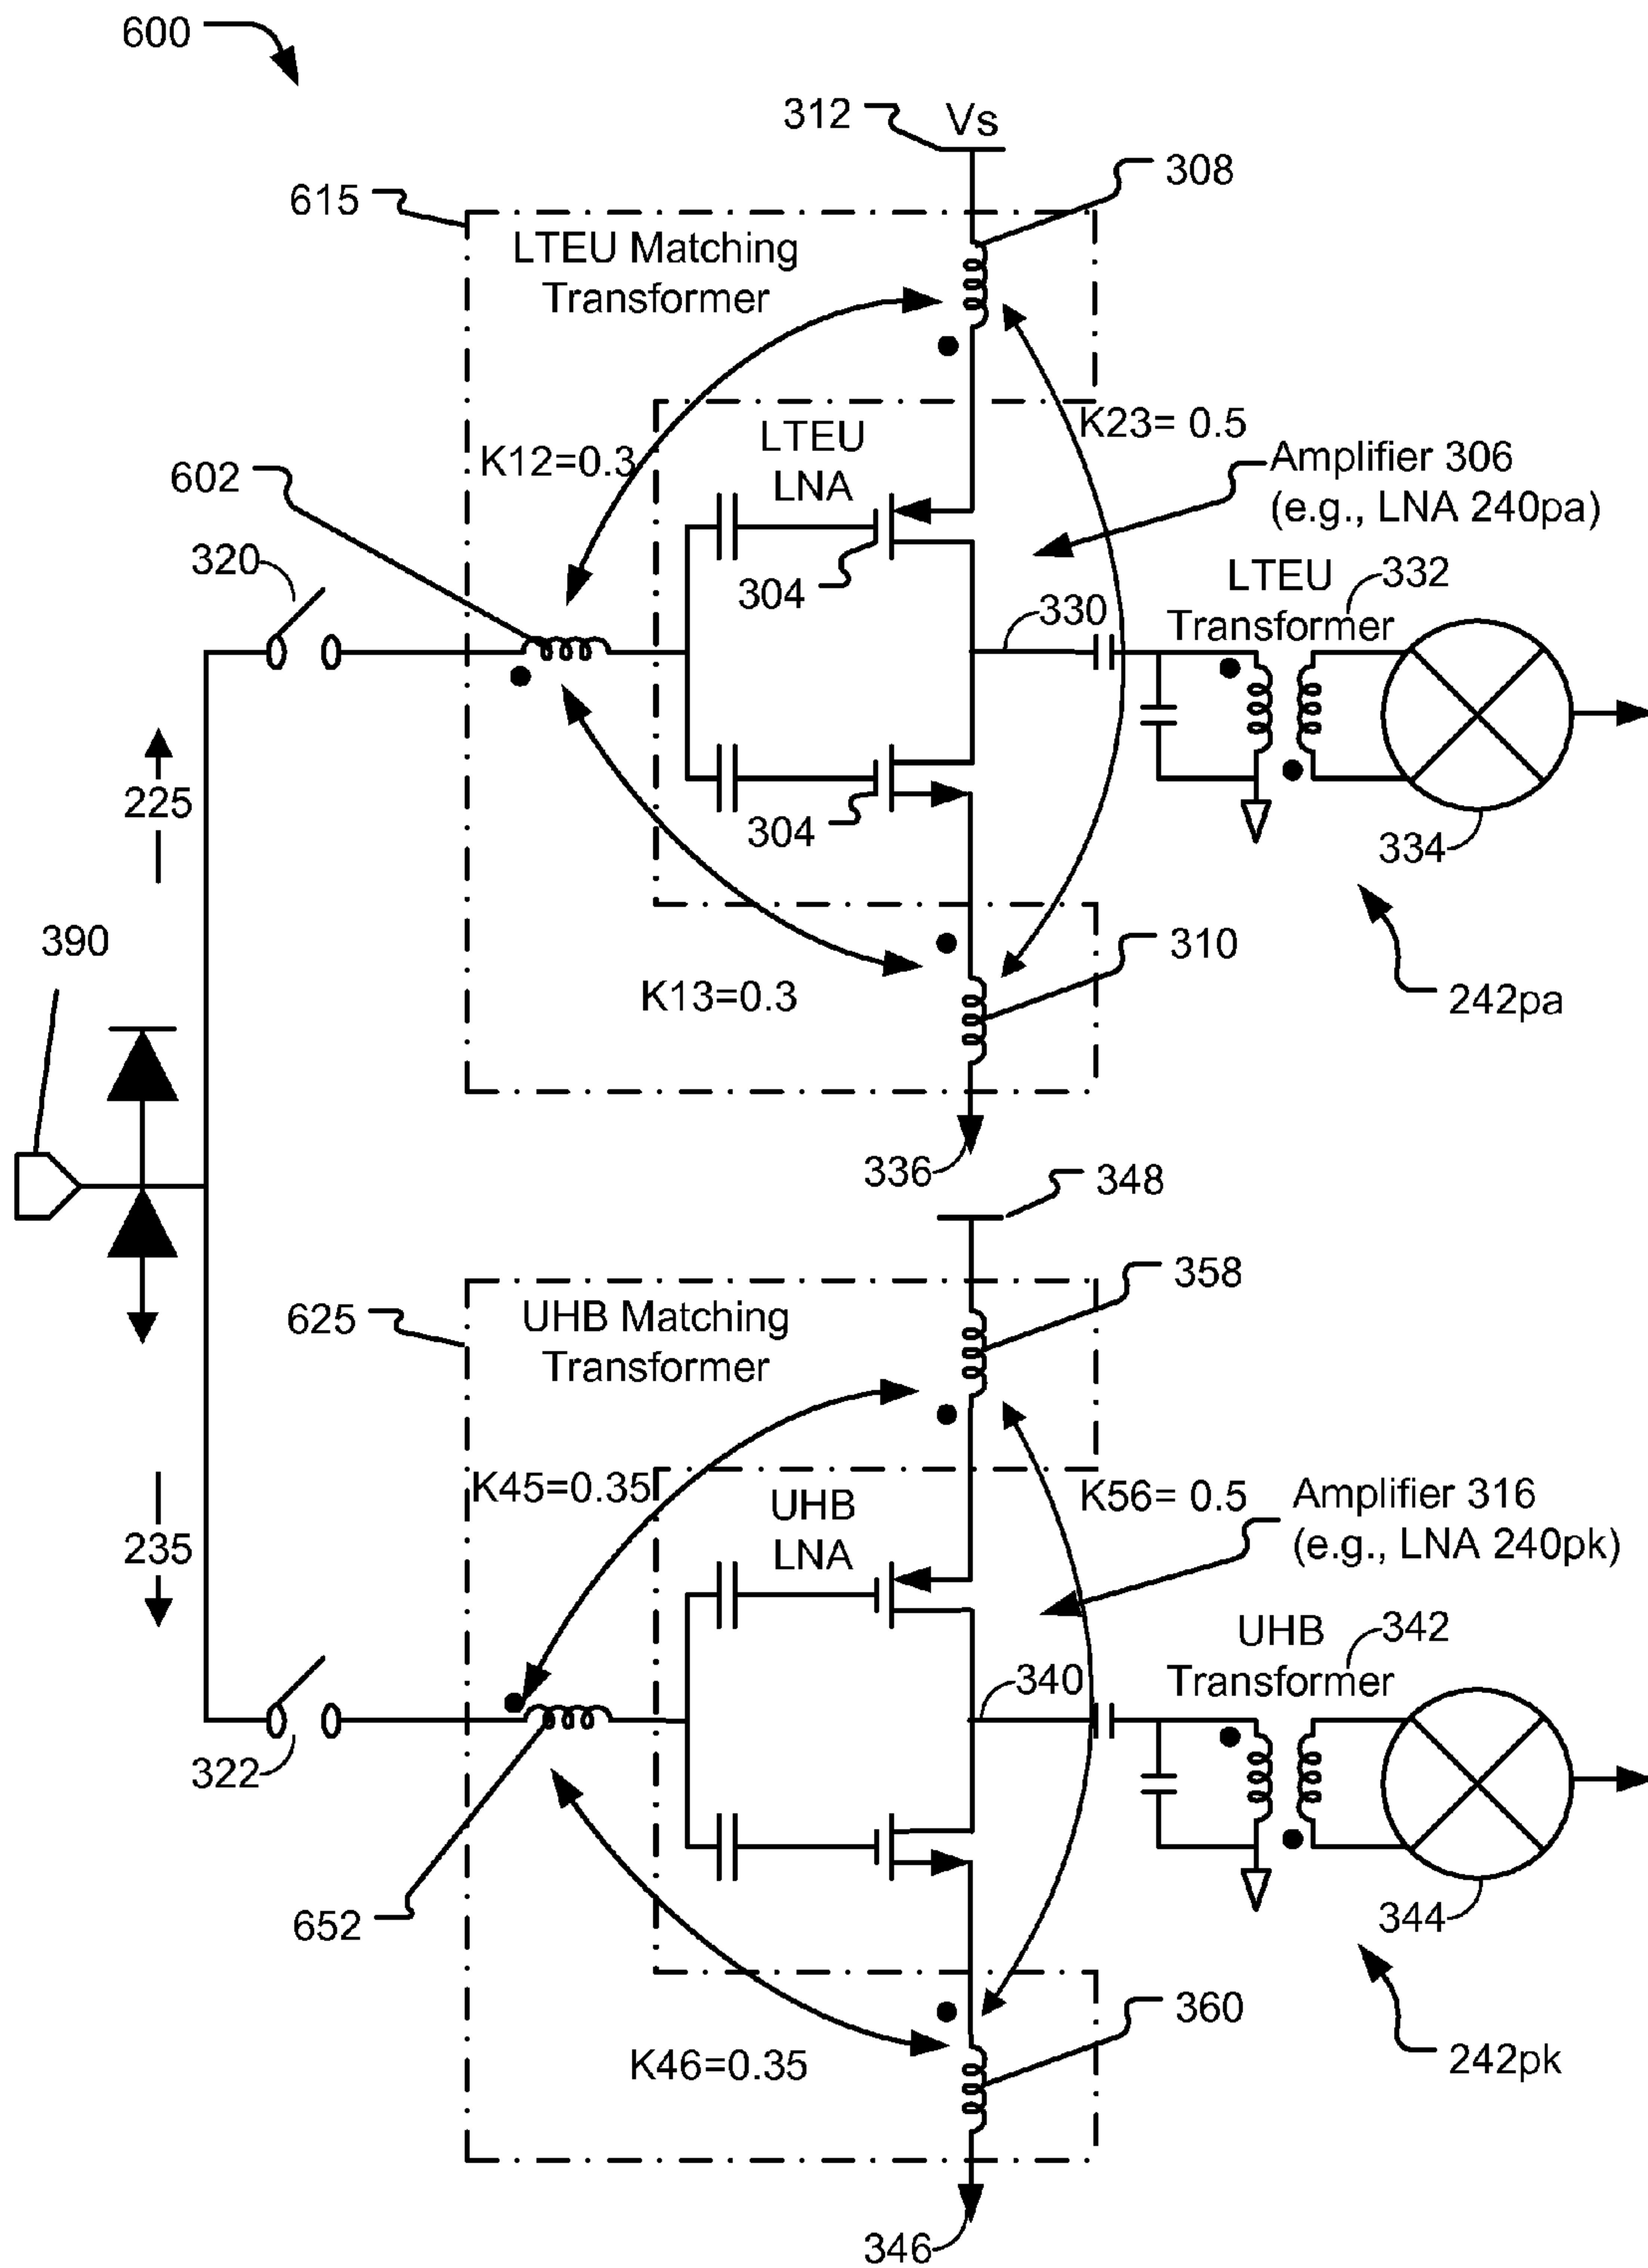 600
312
Vs
308
615
LTEU Matching
Transformer
K23= 0.5
LTEU
LNA
K12=0.3
Amplifier 306
(e.g., LNA 240pa)
602
320
304
LTEU
Transformer
332
330
225
304
334
390
310
K13=0.3
242pa
336
348
358
625
UHB Matching
Transformer
K45=0.35
K56= 0.5
Amplifier 316
(e.g., LNA 240pk)
UHB
LNA
235
UHB
Transformer
342
340
322
652
344
360
K46=0.35
242pk
346